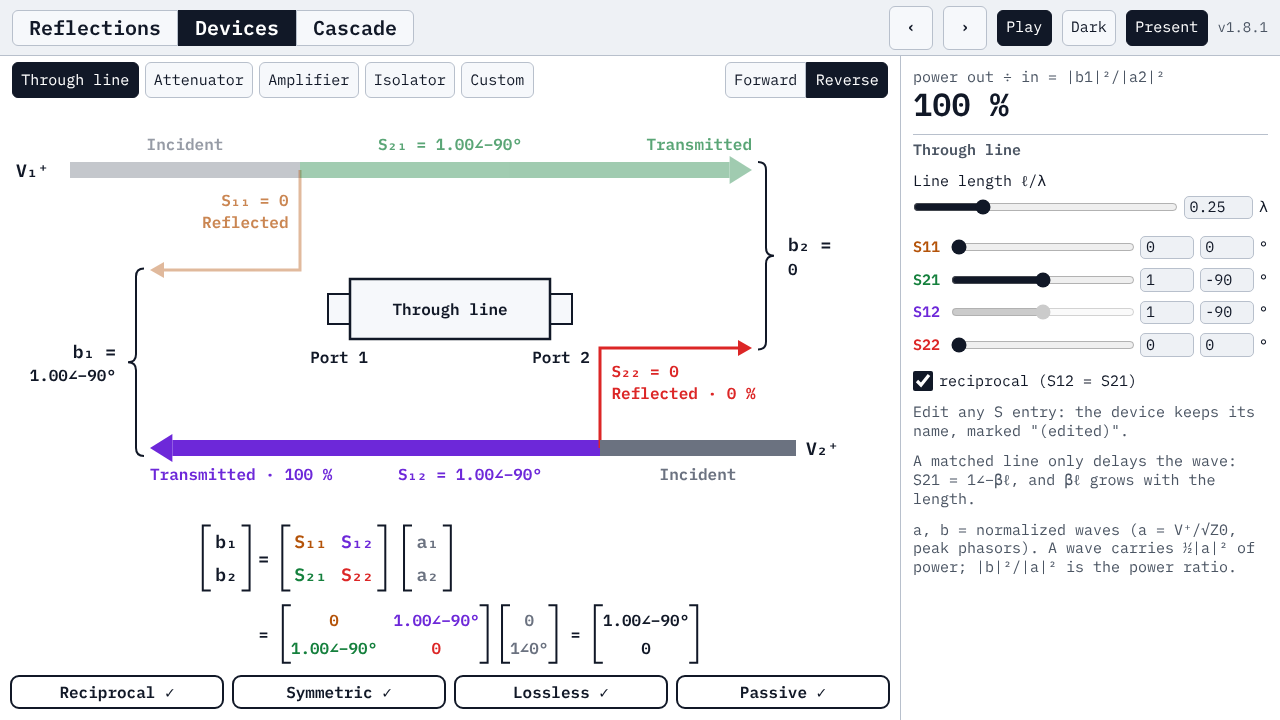 Reflections Devices Cascade ‹ › Play Dark Present v1.8.1
Through line Attenuator Amplifier Isolator Custom Forward Reverse
power out ÷ in = |b1|²/|a2|²
100 %
Through line
Line length ℓ/λ
0.25 λ
S11 0 0 °
S21 1 -90 °
S12 1 -90 °
S22 0 0 °
reciprocal (S12 = S21)
Edit any S entry: the device keeps its
name, marked "(edited)".
A matched line only delays the wave:
S21 = 1∠−βℓ, and βℓ grows with the
length.
a, b = normalized waves (a = V⁺/√Z0,
peak phasors). A wave carries ½|a|² of
power; |b|²/|a|² is the power ratio.
Incident S₂₁ = 1.00∠−90° Transmitted
V₁⁺
S₁₁ = 0
Reflected
b₂ =
0
Through line
Port 1 Port 2
b₁ =
1.00∠−90°
S₂₂ = 0
Reflected · 0 %
V₂⁺
Transmitted · 100 % S₁₂ = 1.00∠−90° Incident
b₁ S₁₁ S₁₂ a₁
=
b₂ S₂₁ S₂₂ a₂
0 1.00∠−90° 0 1.00∠−90°
= =
1.00∠−90° 0 1∠0° 0
Reciprocal ✓ Symmetric ✓ Lossless ✓ Passive ✓